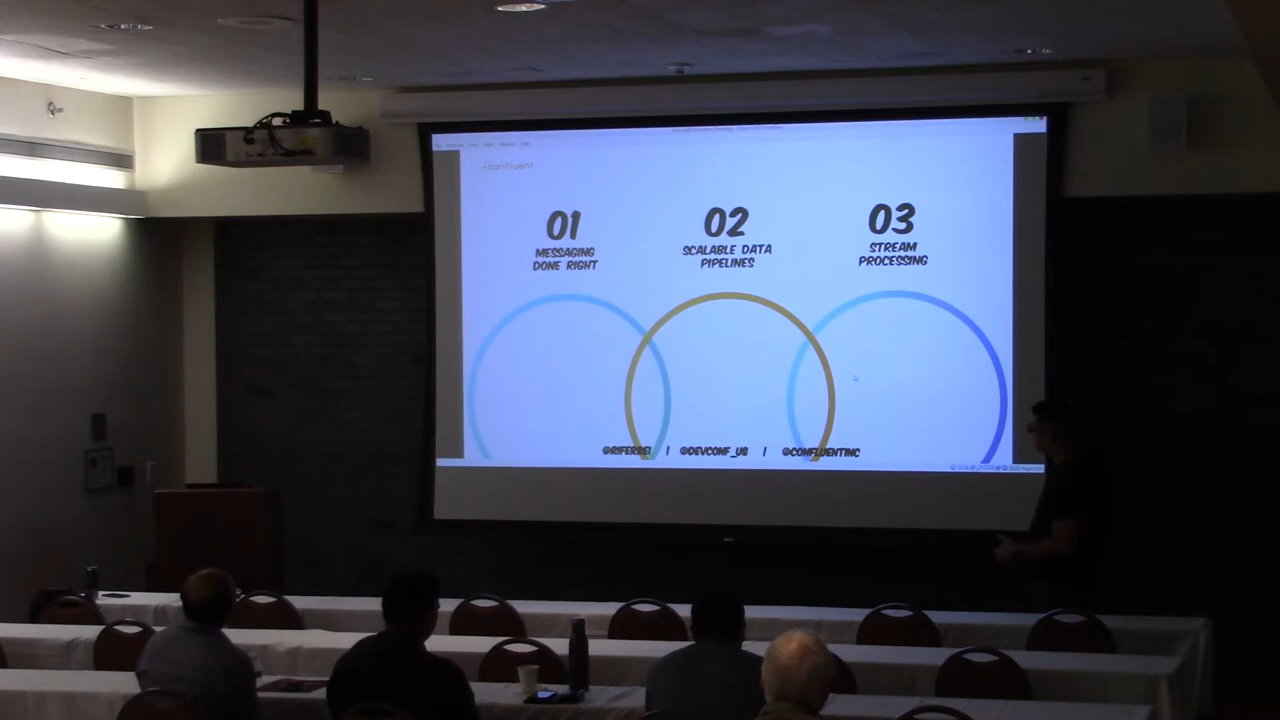 confluent
01
MESSAGING
DONE RIGHT
02
SCALABLE DATA
PIPELINES
03
STREAM
PROCESSING
@RIFERREI | @DEVCONF_US | @CONFLUENTINC